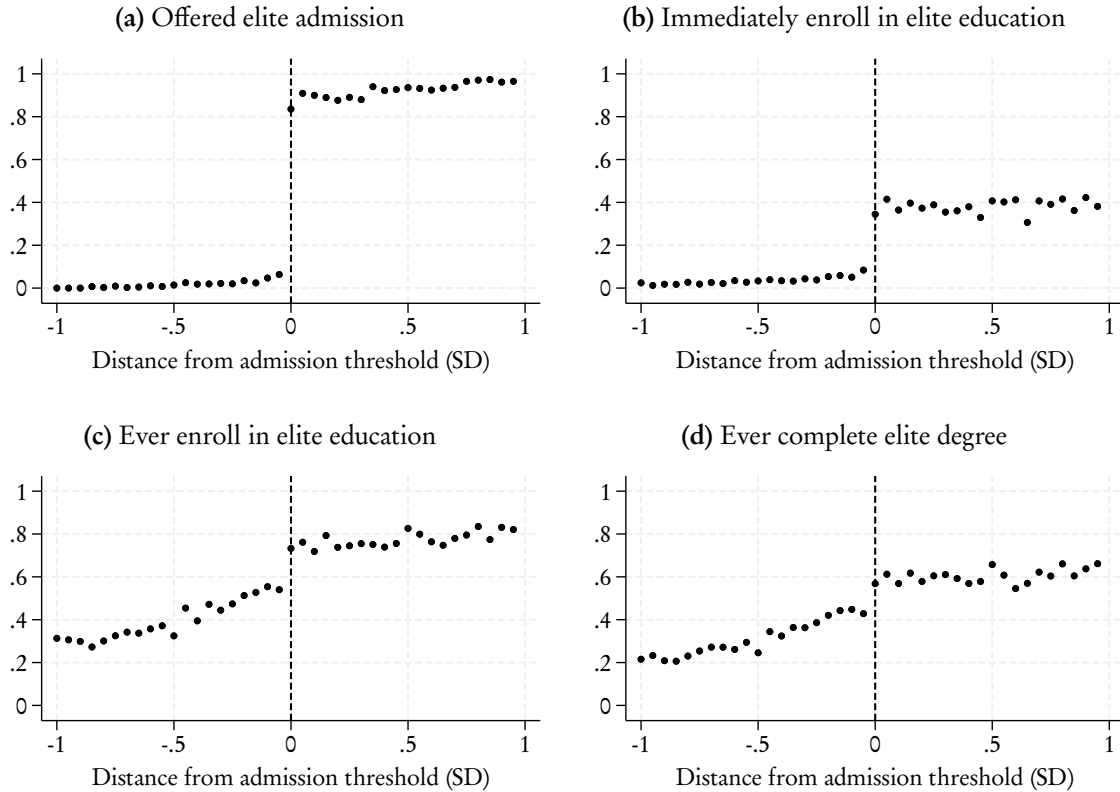 (a) Offered elite admission
1
.8
.6
.4
.2
0
-1 -.5 0 .5 1
Distance from admission threshold (SD)
(b) Immediately enroll in elite education
1
.8
.6
.4
.2
0
-1 -.5 0 .5 1
Distance from admission threshold (SD)
(c) Ever enroll in elite education
1
.8
.6
.4
.2
0
-1 -.5 0 .5 1
Distance from admission threshold (SD)
(d) Ever complete elite degree
1
.8
.6
.4
.2
0
-1 -.5 0 .5 1
Distance from admission threshold (SD)